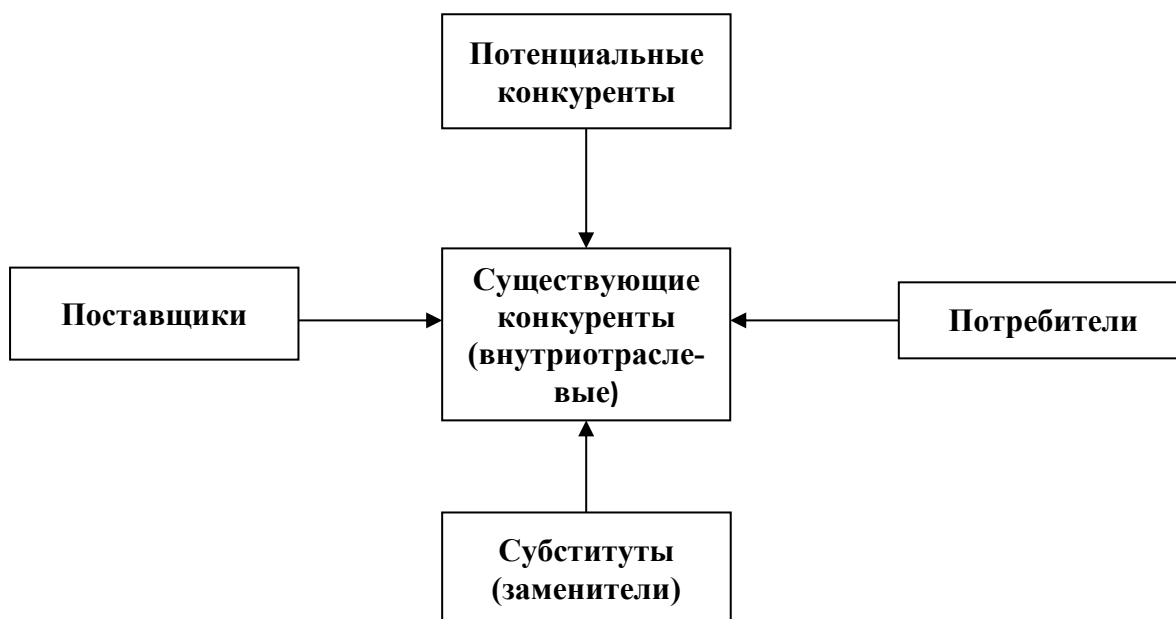 Потенциальные
конкуренты
Поставщики
Существующие
конкуренты
(внутриотрасле-
вые)
Потребители
Субституты
(заменители)